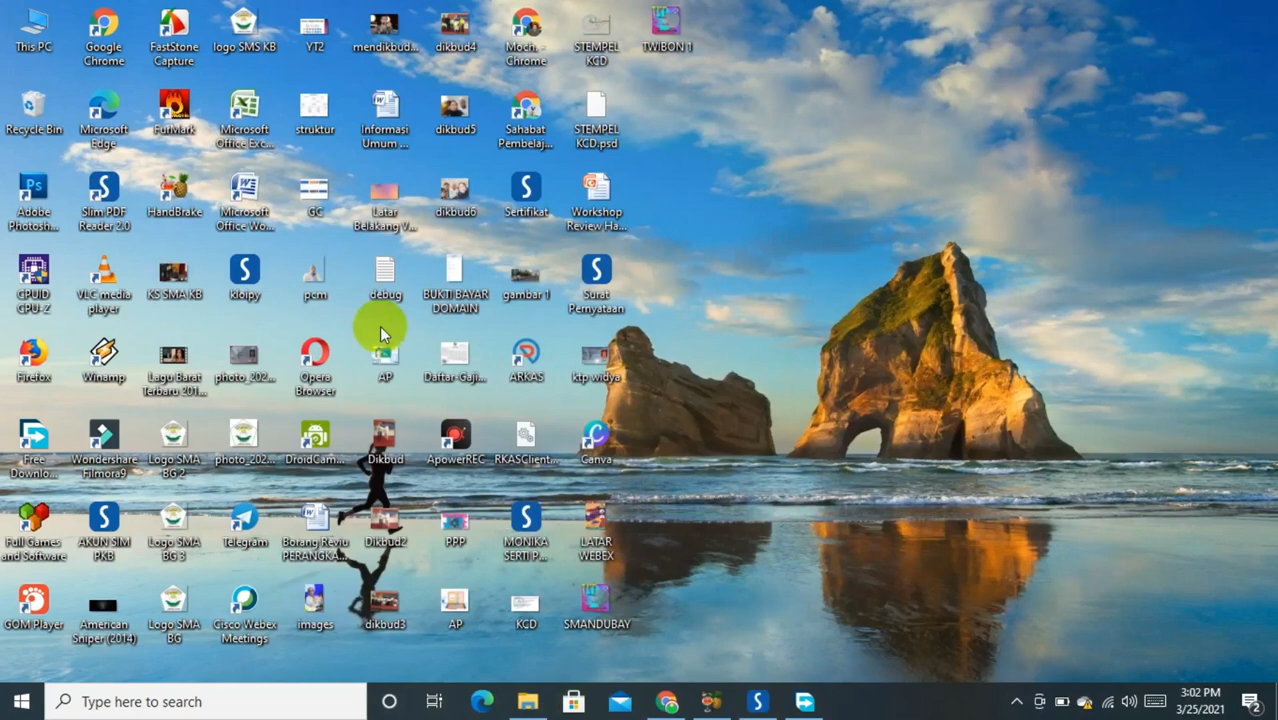 This PC
Google
Chrome
FastStone
Capture
logo SMS KB
YT2
mendikbud...
dikbud4
Moch. -
Chrome
STEMPEL
KCD
TWIBON 1
Recycle Bin
Microsoft
Edge
FurMark
Microsoft
Office Exc...
struktur
Informasi
Umum ...
dikbud5
Sahabat
Pembelaj...
STEMPEL
KCD.psd
Adobe
Photosh...
Slim PDF
Reader 2.0
HandBrake
Microsoft
Office Wo...
GC
Latar
Belakang V...
dikbud6
Sertifikat
Workshop
Review Ha...
CPUID
CPU-Z
VLC media
player
KS SMA KB
kloipy
pcm
debug
BUKTI BAYAR
DOMAIN
gambar 1
Surat
Pernyataan
Firefox
Winamp
Lagu Barat
Terbaru 201...
photo_202...
Opera
Browser
AP
Daftar-Gaji...
ARKAS
ktp widya
Free
Downlo...
Wondershare
Filmora9
Logo SMA
BG 2
photo_202...
DroidCam...
Dikbud
ApowerREC
RKASClient...
Canva
Full Games
and Software
AKUN SIM
PKB
Logo SMA
BG 3
Telegram
Borang Reviu
PERANGKA...
Dikbud2
PPP
MONIKA
SERTI P...
LATAR
WEBEX
GOM Player
American
Sniper (2014)
Logo SMA
BG
Cisco Webex
Meetings
images
dikbud3
AP
KCD
SMANDUBAY
Type here to search
3:02 PM
3/25/2021
2